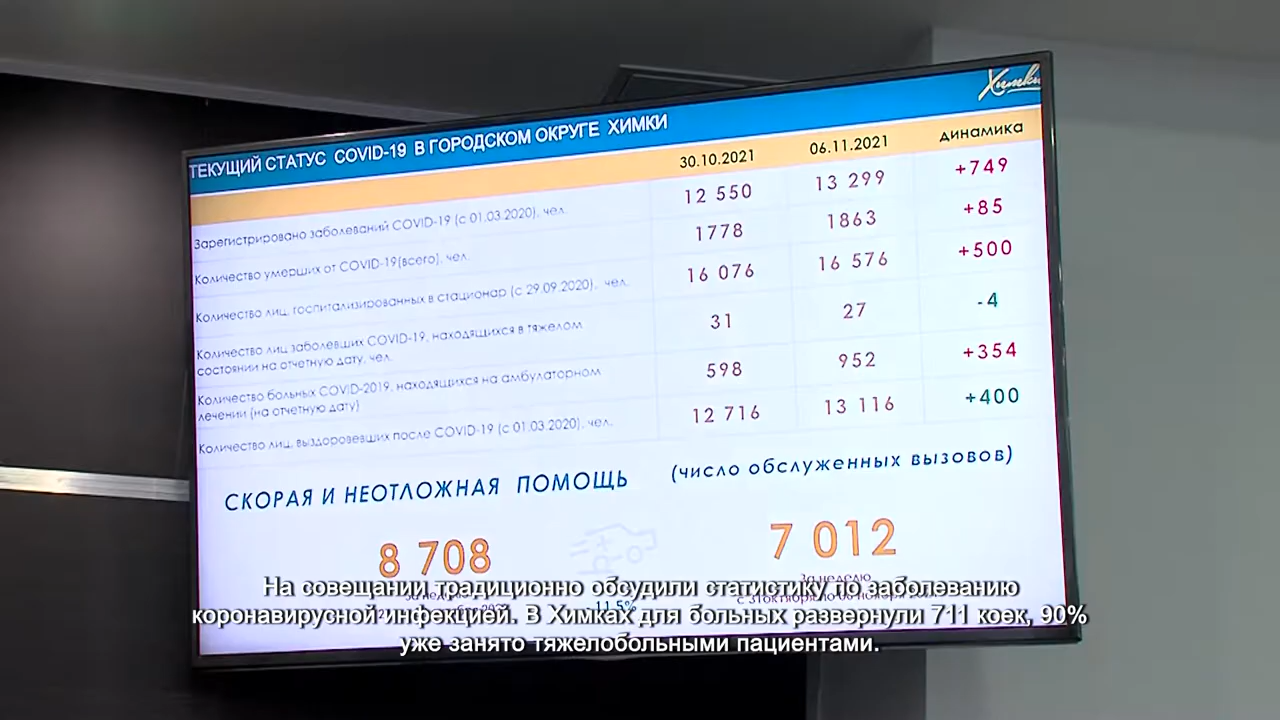 Химки
ТЕКУЩИЙ СТАТУС COVID-19 В ГОРОДСКОМ ОКРУГЕ ХИМКИ
30.10.2021 06.11.2021 динамика
Зарегистрировано заболеваний COVID-19 (с 01.03.2020), чел. 12 550 13 299 +749
Количество умерших от COVID-19(всего), чел. 1778 1863 +85
Количество лиц, госпитализированных в стационар (с 29.09.2020), чел. 16 076 16 576 +500
Количество лиц заболевших COVID-19, находящихся в тяжелом
состоянии на отчетную дату, чел. 31 27 -4
Количество больных COVID-2019, находящихся на амбулаторном
лечении (на отчетную дату) 598 952 +354
Количество лиц, выздоровевших после COVID-19 (с 01.03.2020), чел. 12 716 13 116 +400
СКОРАЯ И НЕОТЛОЖНАЯ ПОМОЩЬ (число обслуженных вызовов)
8 708 7 012
За неделю
11,5%
На совещании традиционно обсудили статистику по заболеванию
коронавирусной инфекцией. В Химках для больных развернули 711 коек, 90%
уже занято тяжелобольными пациентами.